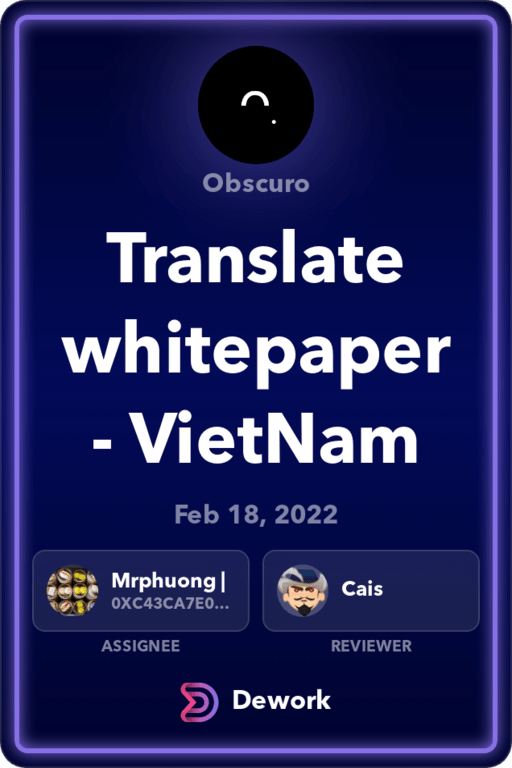 Obscuro
Translate
whitepaper
- VietNam
Feb 18, 2022
Mrphuong|
0XC43CA7E0...
Cais
ASSIGNEE
REVIEWER
Dework